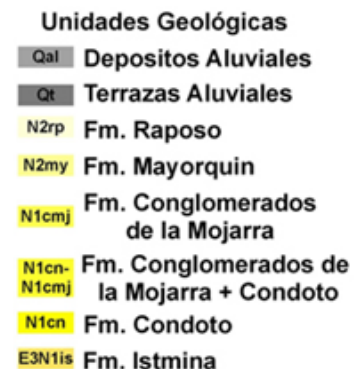 Unidades Geológicas
Qal Depositos Aluviales
Qt Terrazas Aluviales
N2rp Fm. Raposo
N2my Fm. Mayorquin
N1cmj Fm. Conglomerados
de la Mojarra
N1cn- Fm. Conglomerados de
N1cmj la Mojarra + Condoto
N1cn Fm. Condoto
E3N1is Fm. Istmina